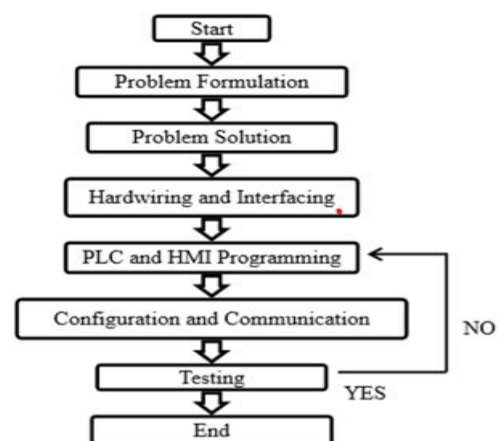 Start
Problem Formulation
Problem Solution
Hardwiring and Interfacing
PLC and HMI Programming
Configuration and Communication
NO
Testing
YES
End